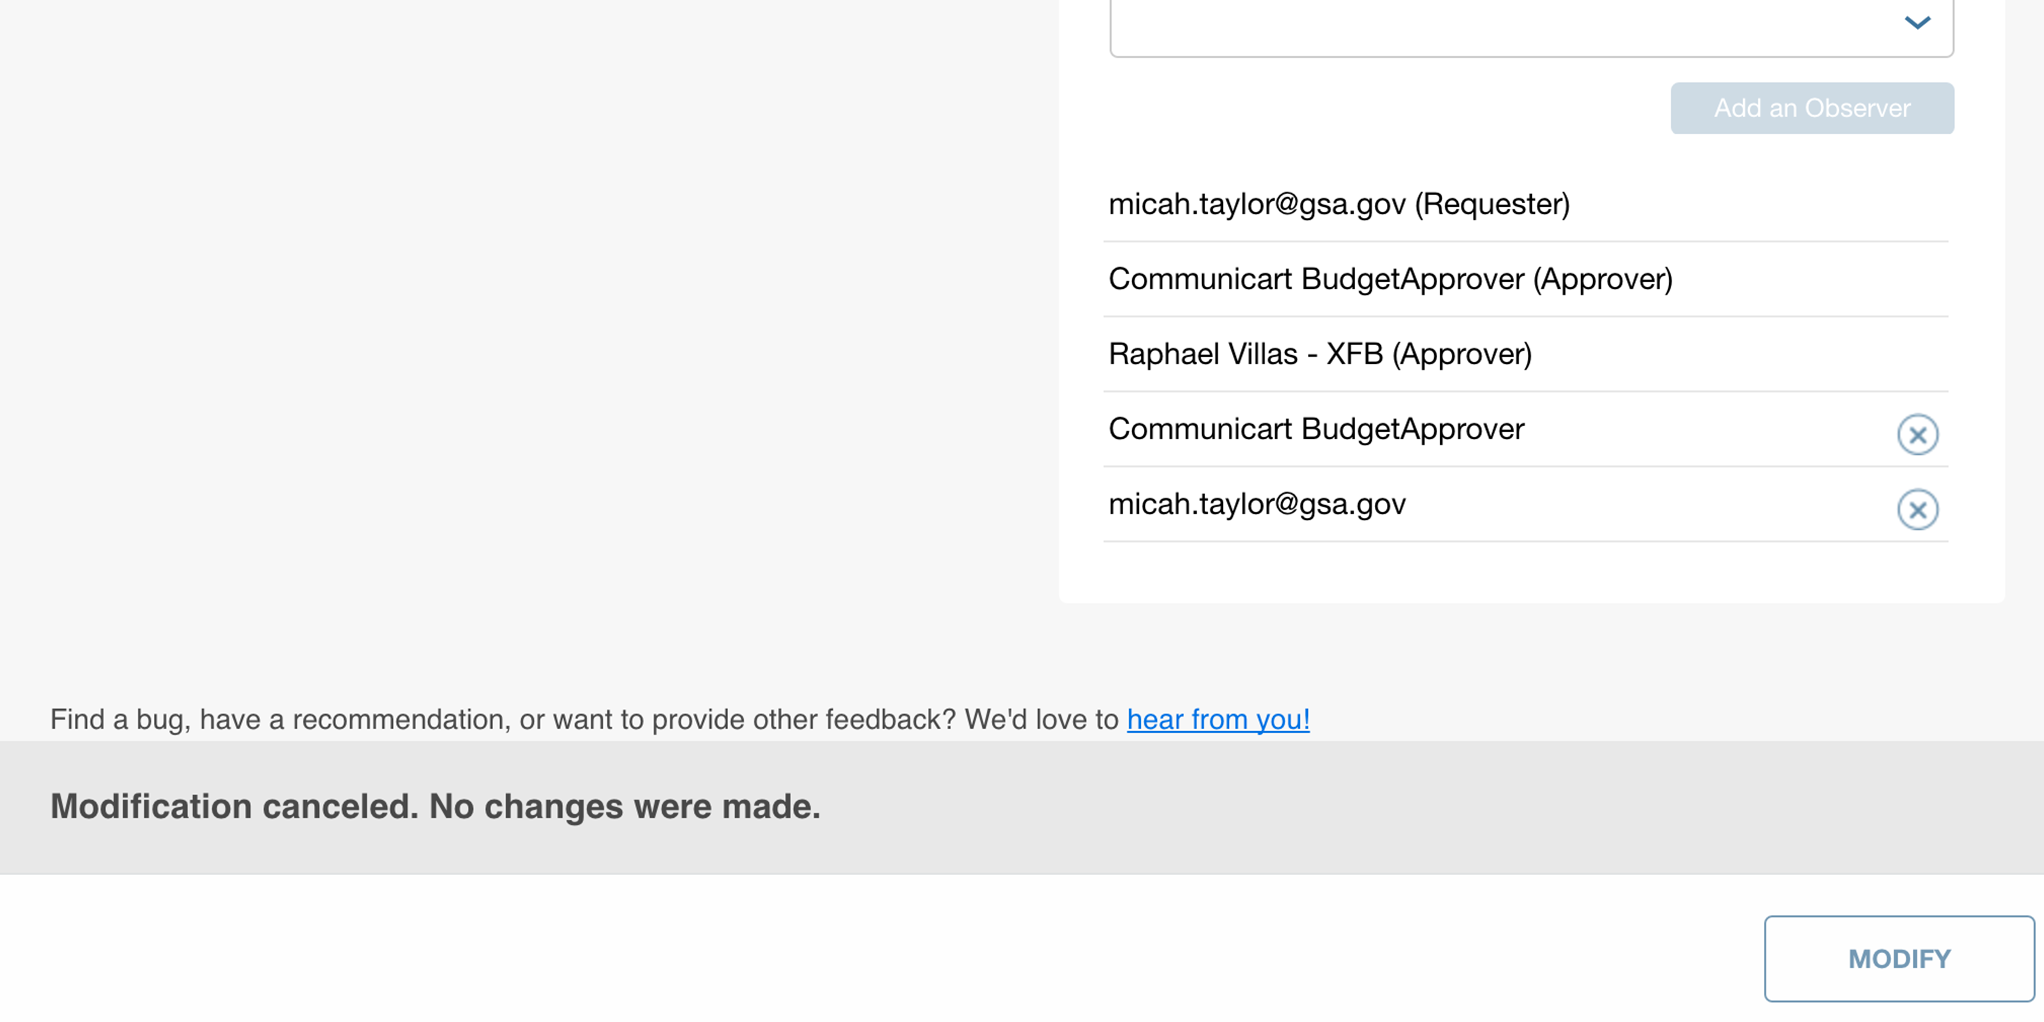 Add an Observer
micah.taylor@gsa.gov (Requester)
Communicart BudgetApprover (Approver)
Raphael Villas - XFB (Approver)
Communicart BudgetApprover
micah.taylor@gsa.gov
Find a bug, have a recommendation, or want to provide other feedback? We'd love to hear from you!
Modification canceled. No changes were made.
MODIFY